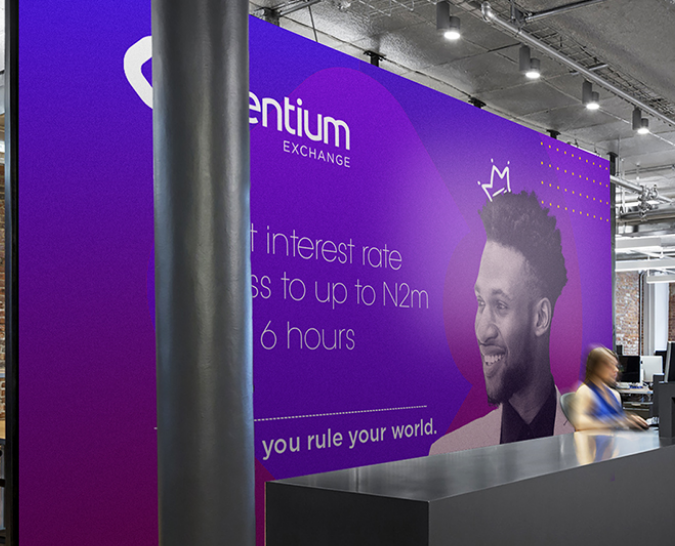 entium
EXCHANGE
t interest rate
ss to up to N2m
6 hours
you rule your world.